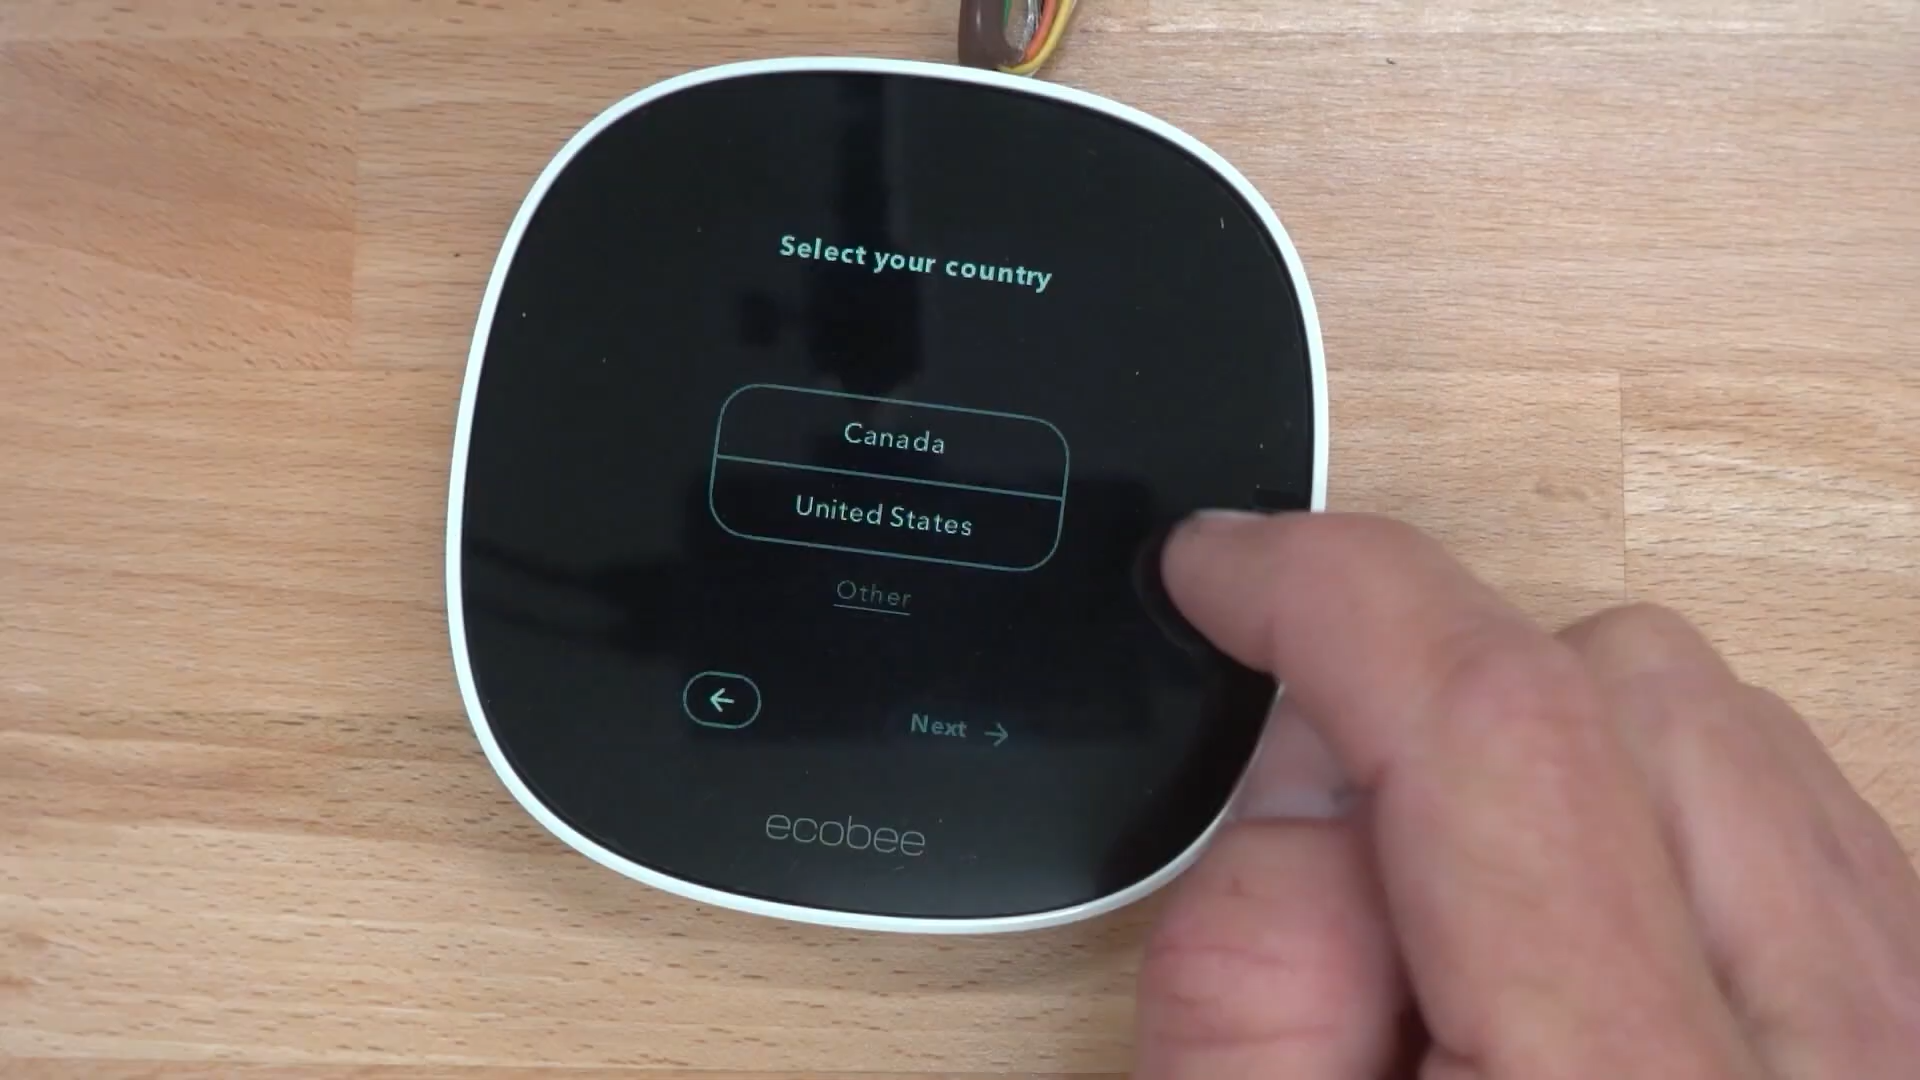 Select your country
Canada
United States
Other
Next
ecobee